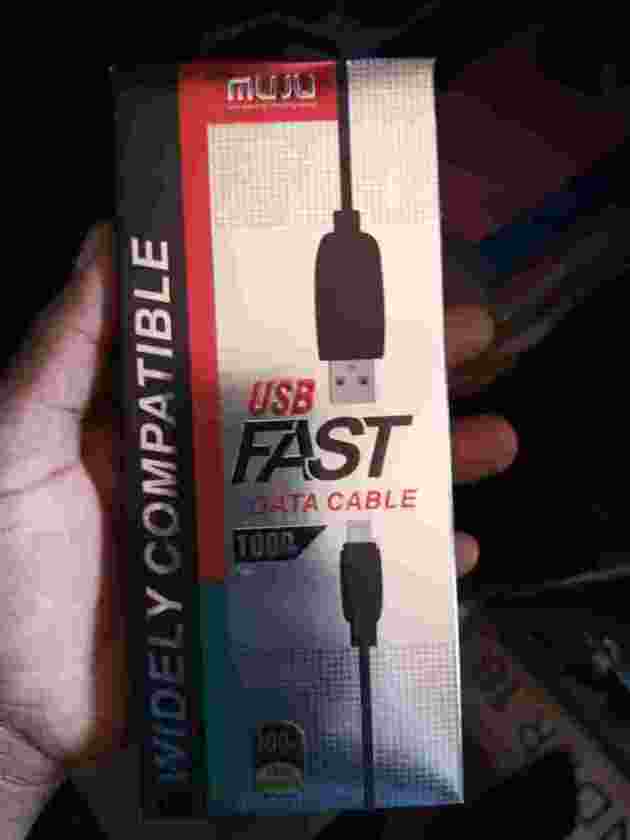 MUJU
WIDELY COMPATIBLE
USB
FAST
DATA CABLE